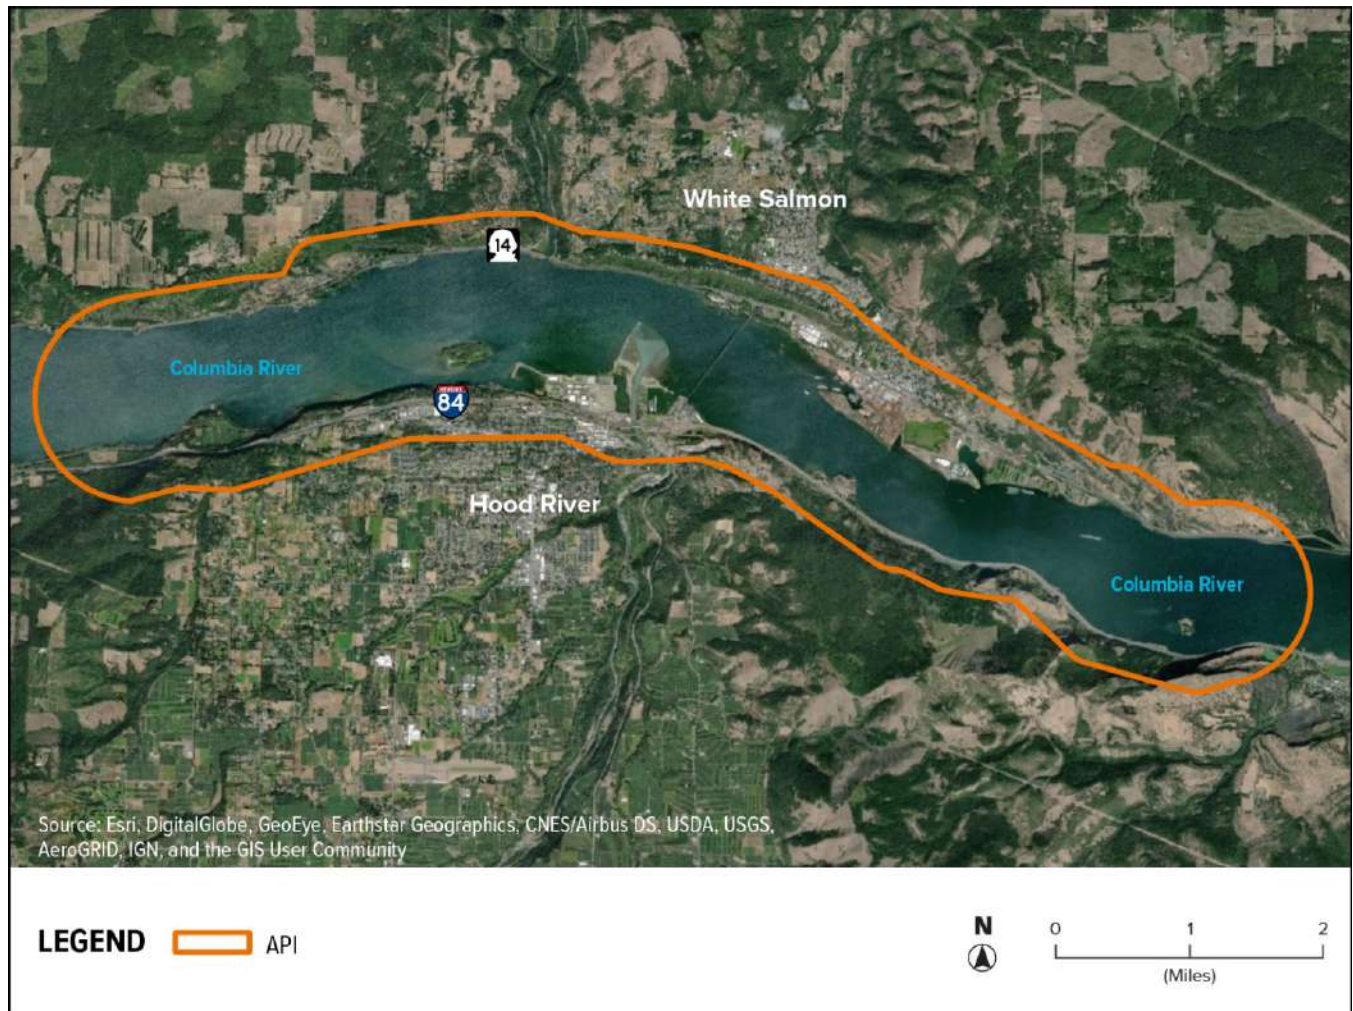 White Salmon
14
Columbia River
84
Hood River
Columbia River
Source: Esri, DigitalGlobe, GeoEye, Earthstar Geographics, CNES/Airbus DS, USDA, USGS,
AeroGRID, IGN, and the GIS User Community
LEGEND
API
N
0 1 2
(Miles)